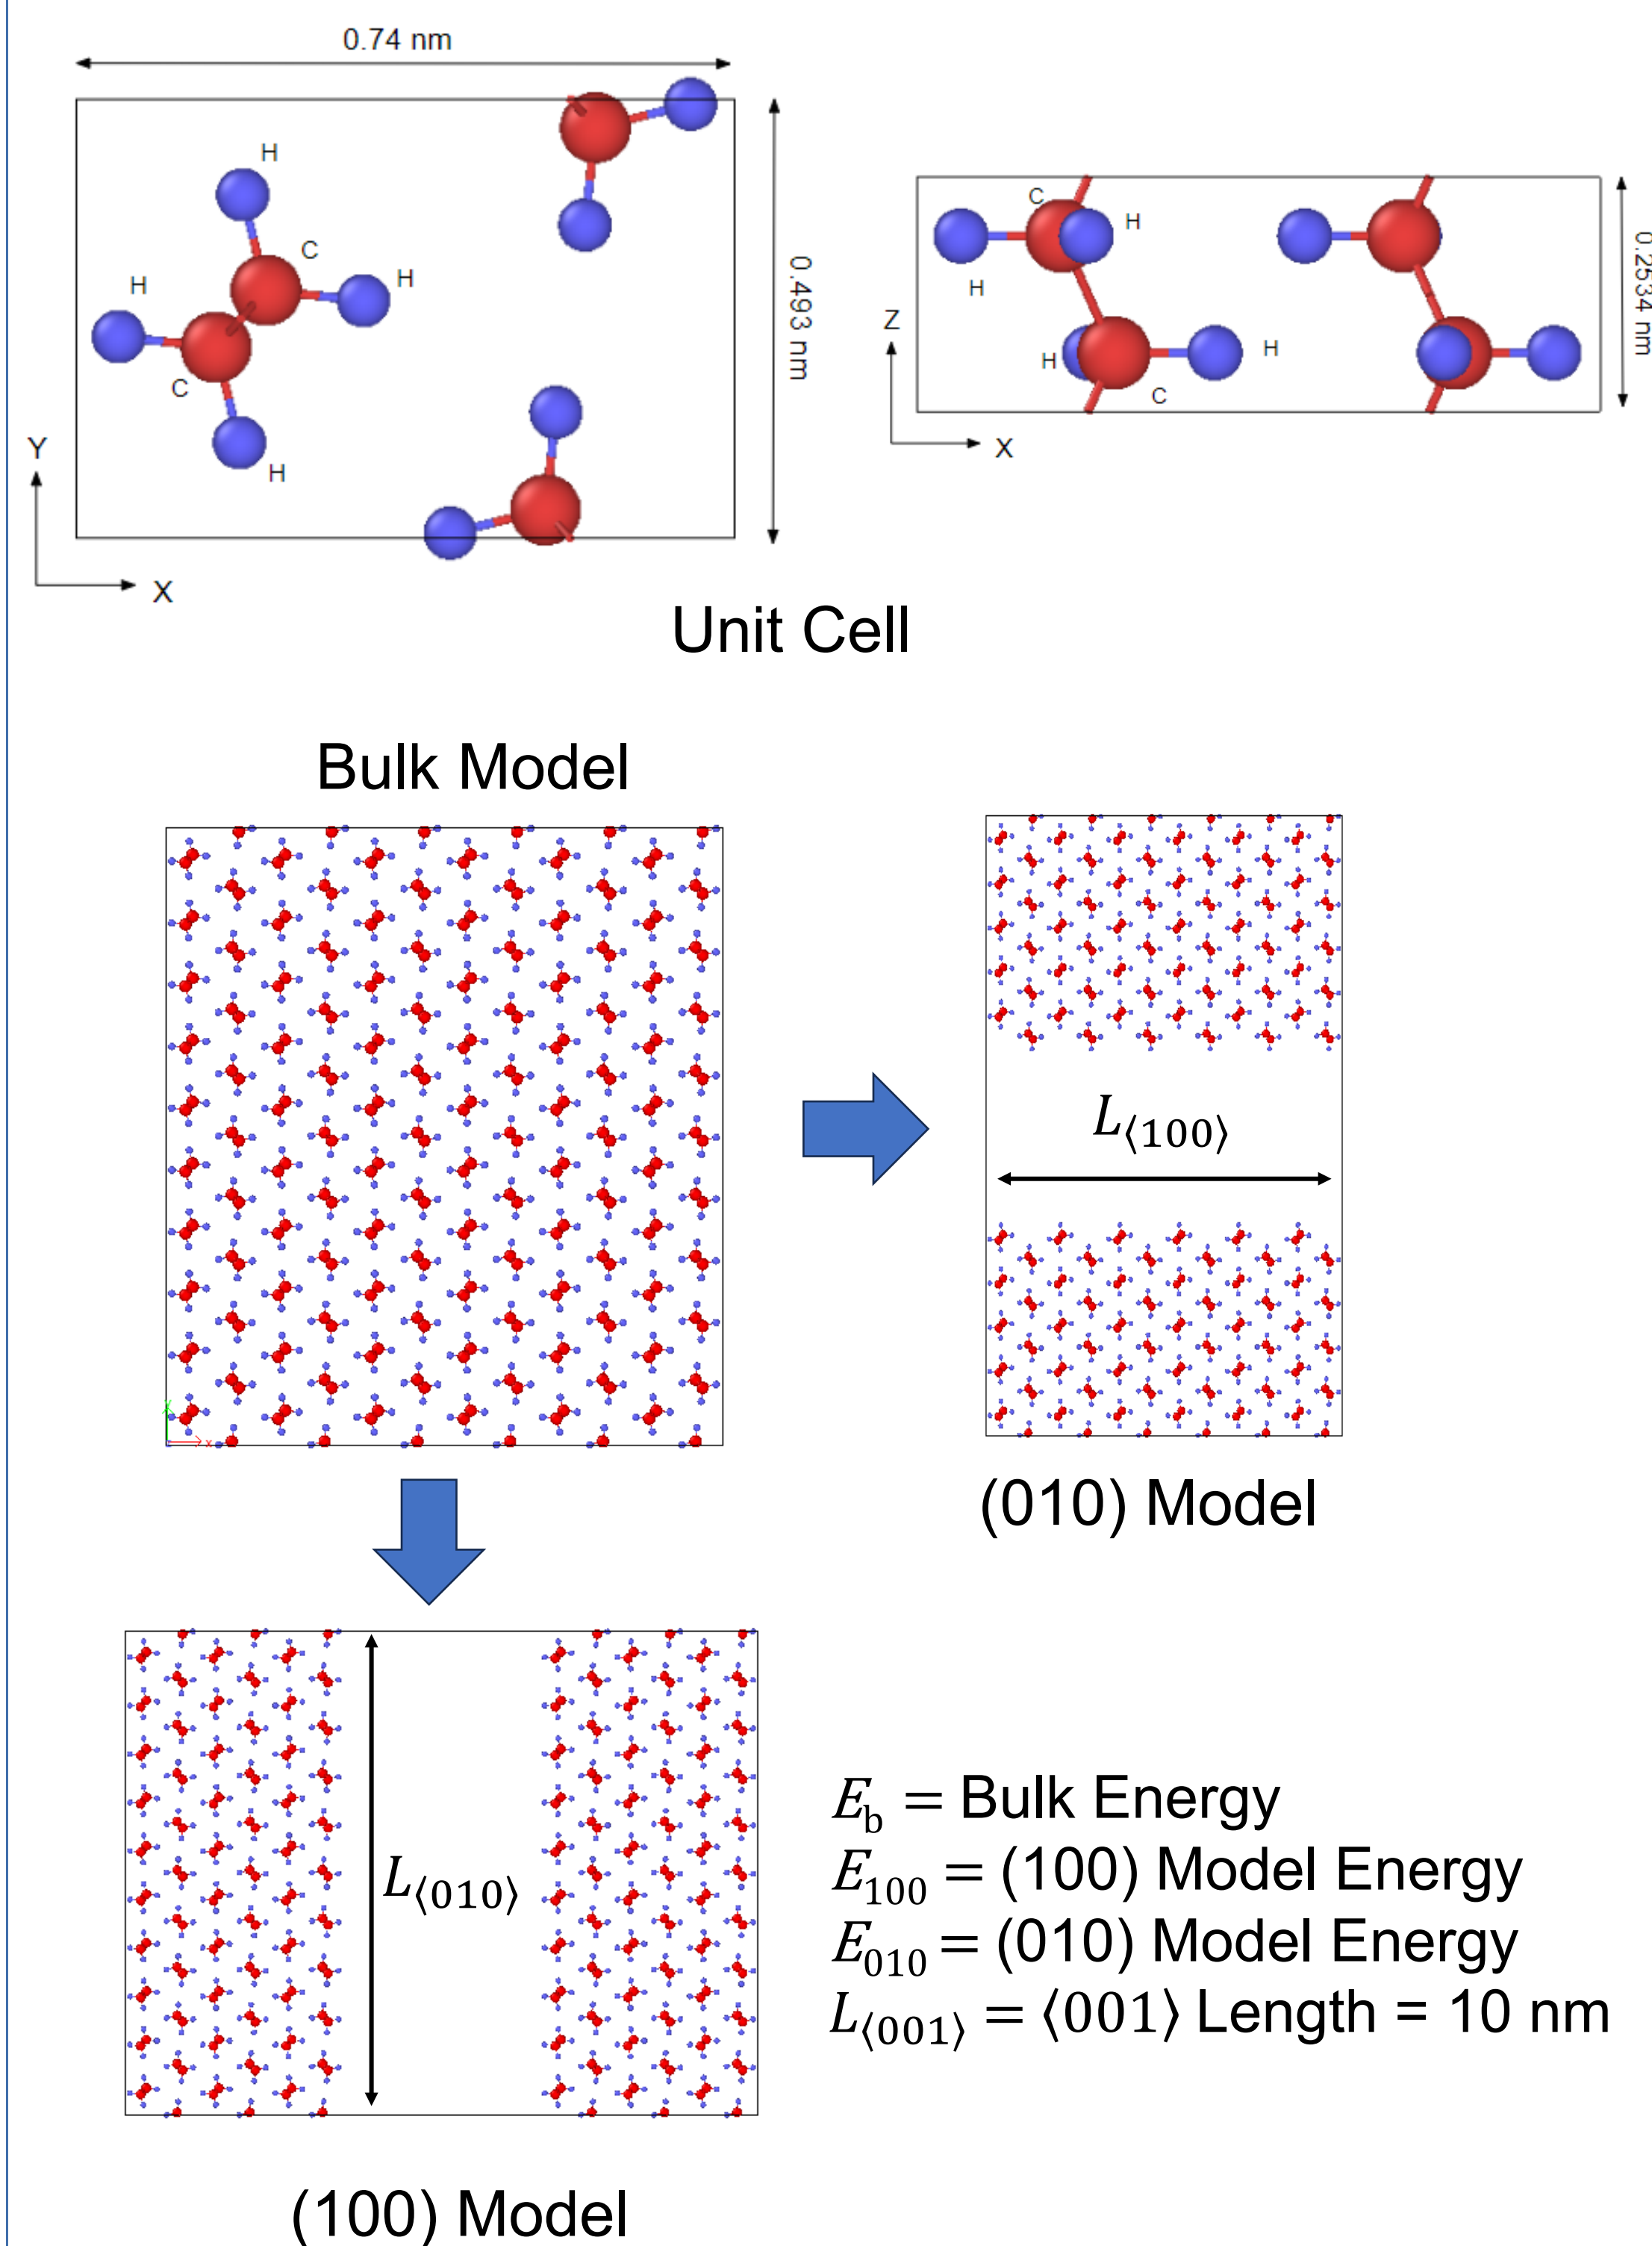 0.74 nm
H
C
H
H
C
H
0.493 nm
Y
X
C
H
H
H
H
C
0.2534 nm
Z
X
Unit Cell
Bulk Model
Y
x
L⟨100⟩
(010) Model
L⟨010⟩
(100) Model
E_b = Bulk Energy
E_100 = (100) Model Energy
E_010 = (010) Model Energy
L⟨001⟩ = ⟨001⟩ Length = 10 nm